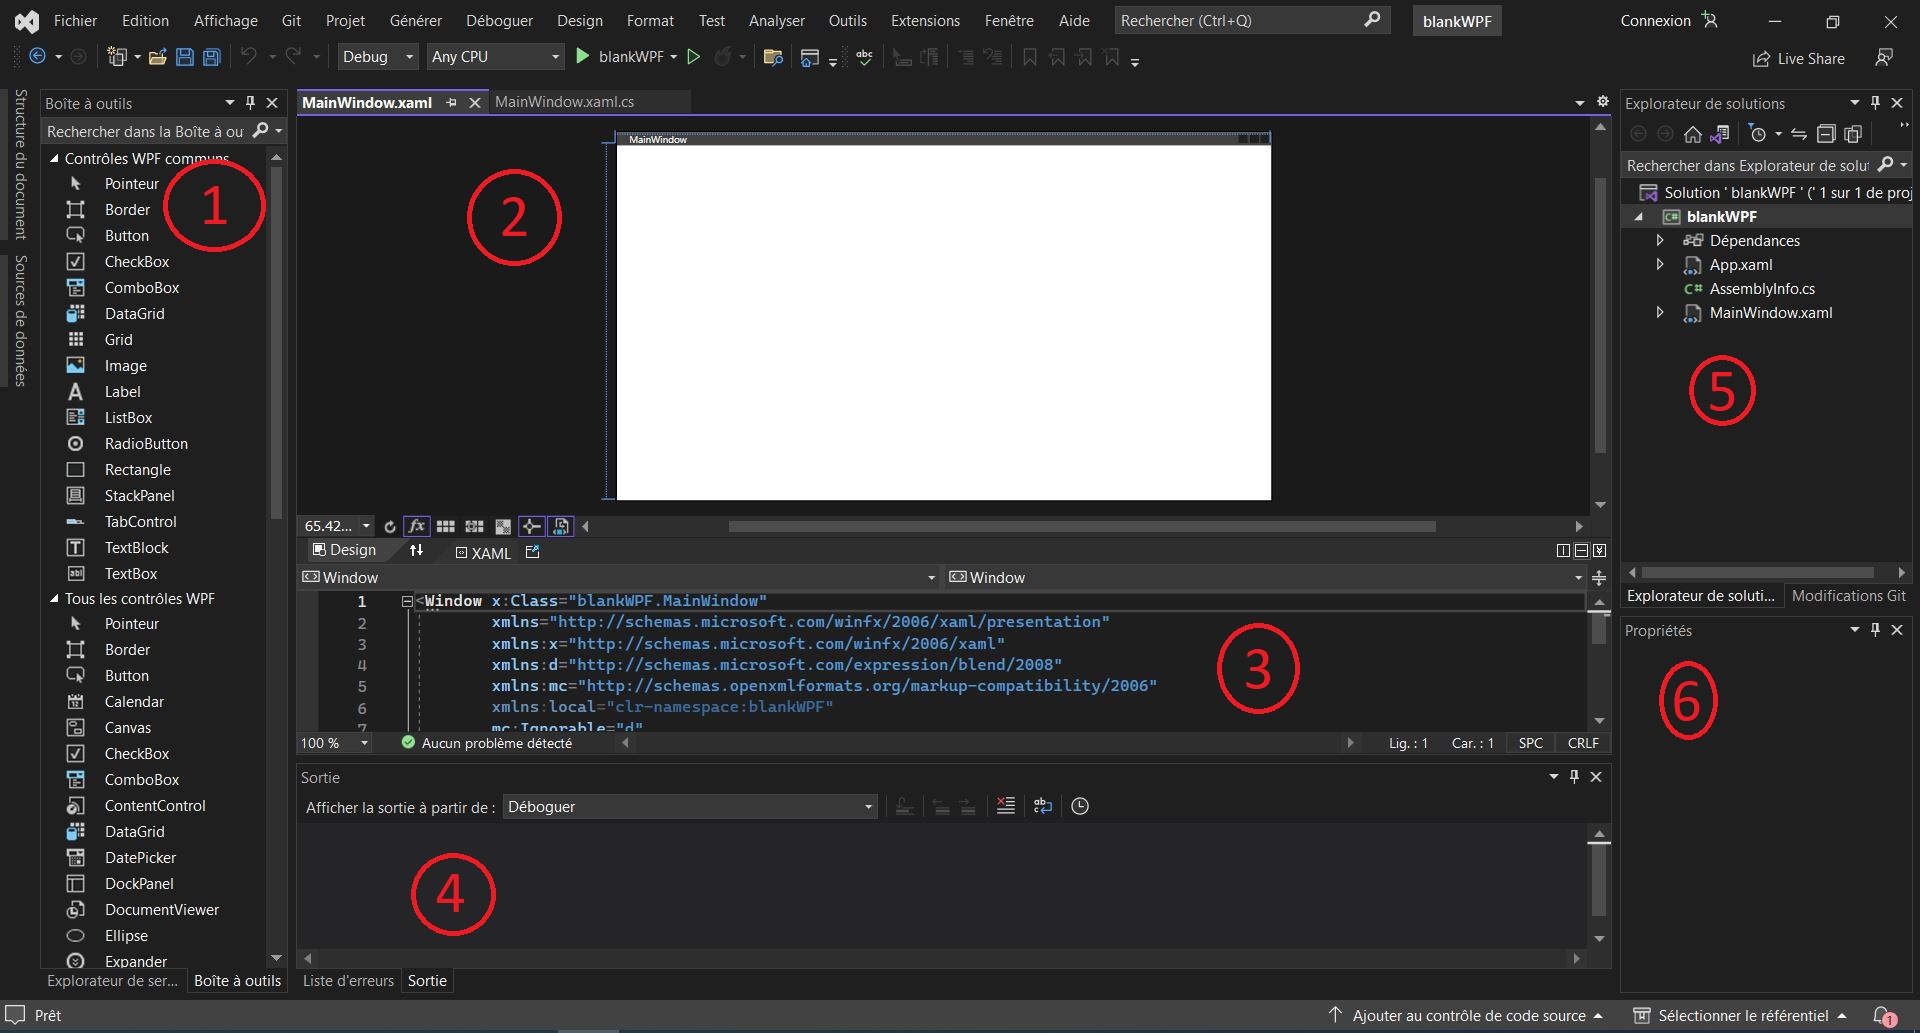 Fichier Edition Affichage Git Projet Générer Déboguer Design Format Test Analyser Outils Extensions Fenêtre Aide Rechercher (Ctrl+Q) blankWPF Connexion
Debug Any CPU blankWPF abc Live Share
Structure du document
Sources de données
Boîte à outils
Rechercher dans la Boîte à ou
Contrôles WPF communs
Pointeur
Border
Button
CheckBox
ComboBox
DataGrid
Grid
Image
Label
ListBox
RadioButton
Rectangle
StackPanel
TabControl
TextBlock
TextBox
Tous les contrôles WPF
Pointeur
Border
Button
Calendar
Canvas
CheckBox
ComboBox
ContentControl
DataGrid
DatePicker
DockPanel
DocumentViewer
Ellipse
Expander
Explorateur de ser... Boîte à outils
1
MainWindow.xaml MainWindow.xaml.cs
MainWindow
2
65.42... fx
Design XAML
Window Window
1 <Window x:Class="blankWPF.MainWindow"
2 xmlns="http://schemas.microsoft.com/winfx/2006/xaml/presentation"
3 xmlns:x="http://schemas.microsoft.com/winfx/2006/xaml"
4 xmlns:d="http://schemas.microsoft.com/expression/blend/2008"
5 xmlns:mc="http://schemas.openxmlformats.org/markup-compatibility/2006"
6 xmlns:local="clr-namespace:blankWPF"
7 mc:Ignorable="d"
3
100 % Aucun problème détecté Lig. : 1 Car. : 1 SPC CRLF
Sortie
Afficher la sortie à partir de : Déboguer
4
Liste d'erreurs Sortie
Explorateur de solutions
Rechercher dans Explorateur de solut
Solution ' blankWPF ' (' 1 sur 1 de proj
blankWPF
Dépendances
App.xaml
C# AssemblyInfo.cs
MainWindow.xaml
5
Explorateur de soluti... Modifications Git
Propriétés
6
Prêt Ajouter au contrôle de code source Sélectionner le référentiel 1